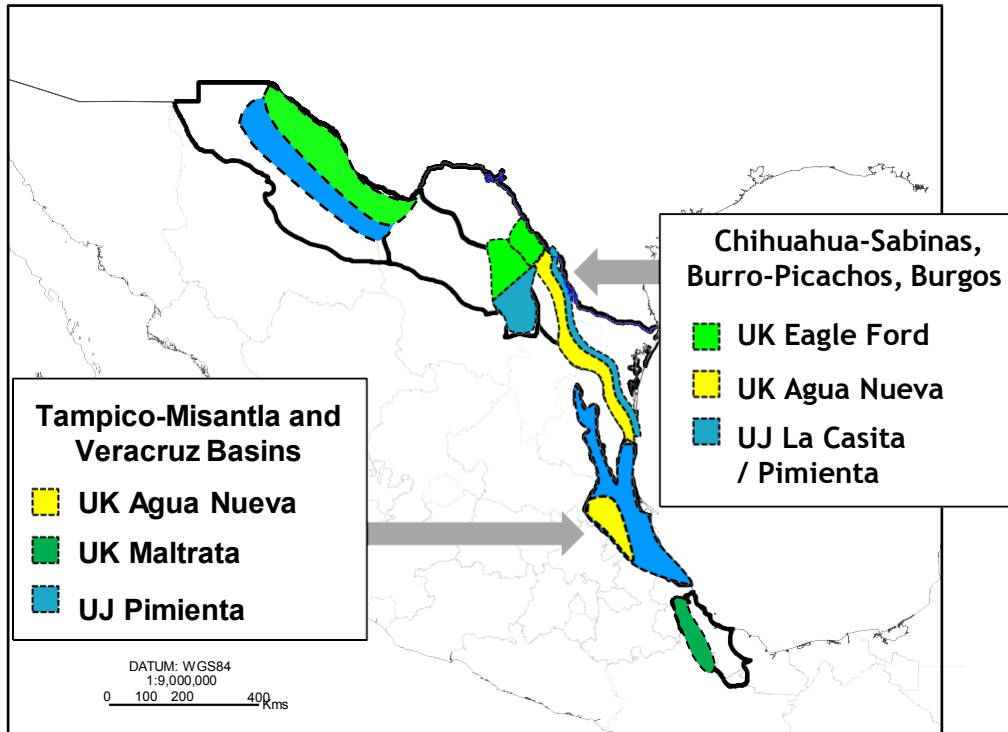 Chihuahua-Sabinas,
Burro-Picachos, Burgos
UK Eagle Ford
UK Agua Nueva
UJ La Casita
/ Pimienta
Tampico-Misantla and
Veracruz Basins
UK Agua Nueva
UK Maltrata
UJ Pimienta
DATUM: WGS84
1:9,000,000
0 100 200 400
Kms